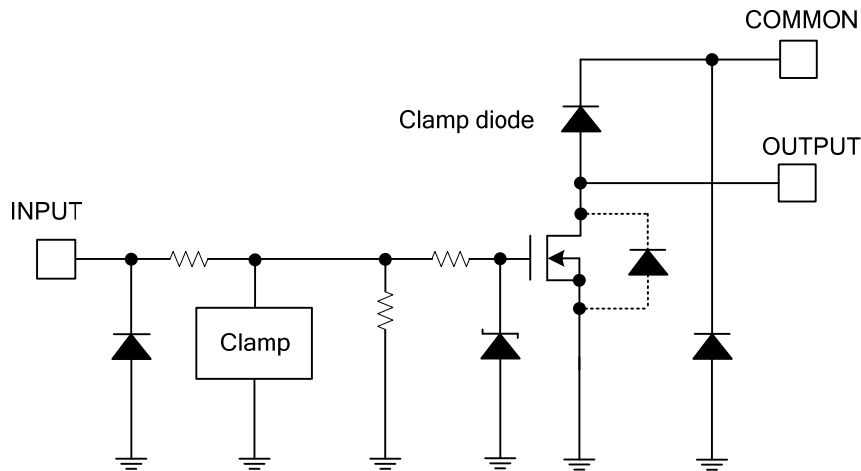 COMMON
Clamp diode
OUTPUT
INPUT
Clamp